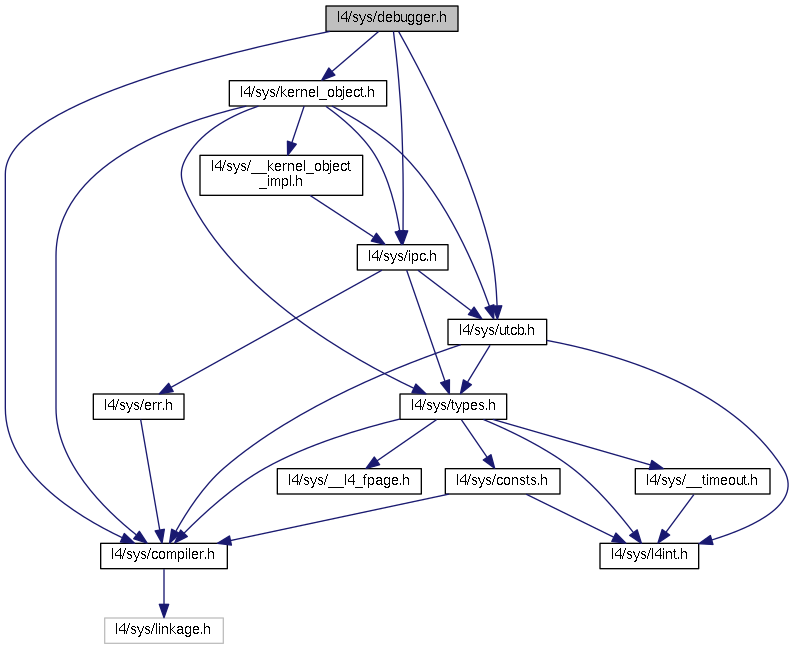 l4/sys/debugger.h
l4/sys/kernel_object.h
l4/sys/__kernel_object
_impl.h
l4/sys/ipc.h
l4/sys/utcb.h
l4/sys/err.h
l4/sys/types.h
l4/sys/__l4_fpage.h
l4/sys/consts.h
l4/sys/__timeout.h
l4/sys/compiler.h
l4/sys/l4int.h
l4/sys/linkage.h